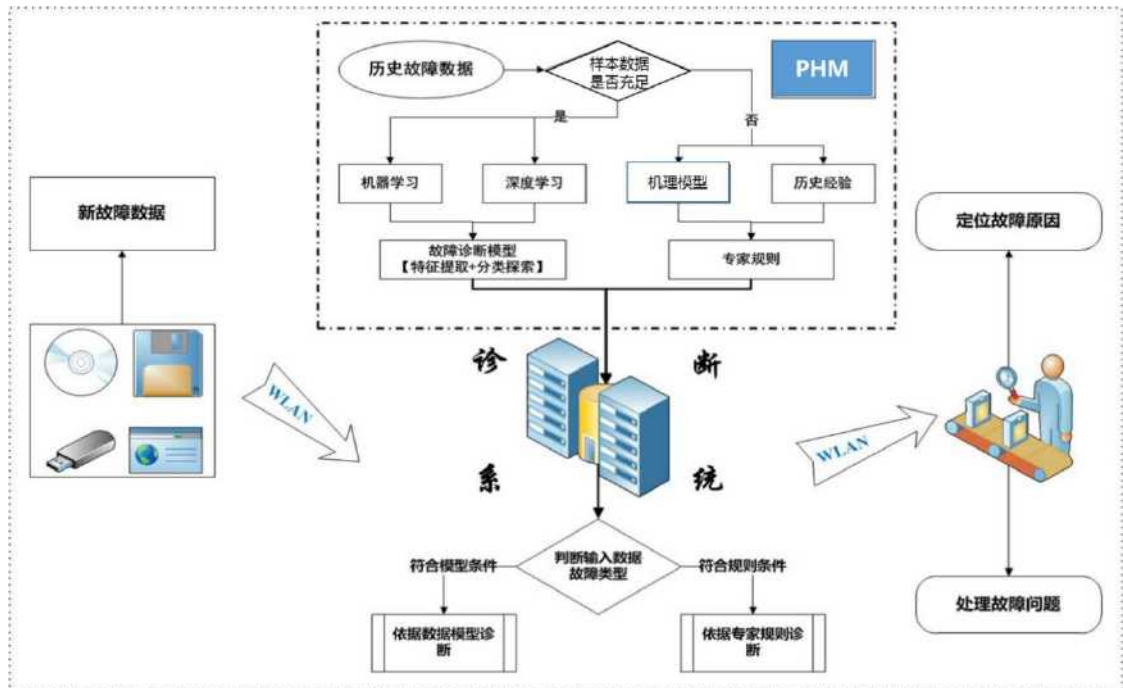 历史故障数据
样本数据
是否充足
PHM
是
否
机器学习
深度学习
机理模型
历史经验
故障诊断模型
【特征提取+分类探索】
专家规则
新故障数据
WLAN
诊
断
系
统
WLAN
定位故障原因
处理故障问题
判断输入数据
故障类型
符合模型条件
符合规则条件
依据数据模型诊
断
依据专家规则诊
断